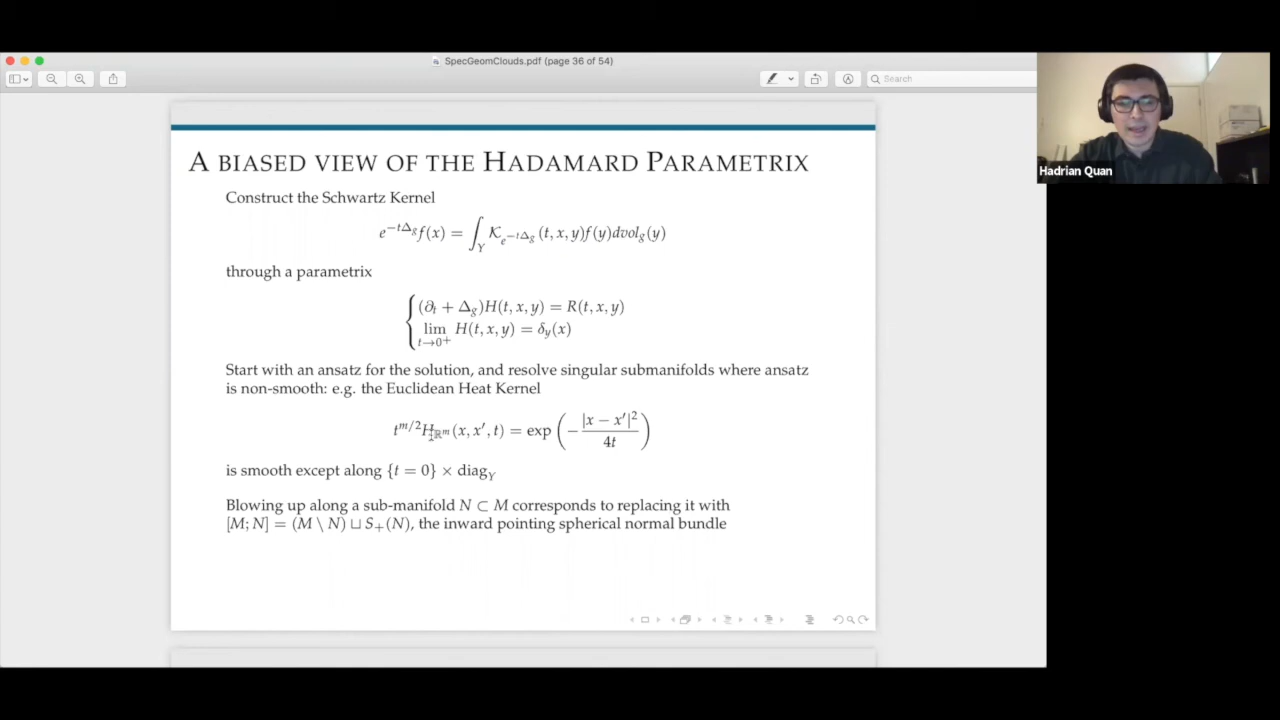 SpecGeomClouds.pdf (page 36 of 54)
Search
Hadrian Quan
A BIASED VIEW OF THE HADAMARD PARAMETRIX
Construct the Schwartz Kernel
e^{-tΔ_g} f(x) = ∫_Y K_{e^{-tΔ_g}} (t, x, y) f(y) dvol_g(y)
through a parametrix
{ (∂_t + Δ_g)H(t, x, y) = R(t, x, y)
lim_{t→0^+} H(t, x, y) = δ_y(x)
Start with an ansatz for the solution, and resolve singular submanifolds where ansatz
is non-smooth: e.g. the Euclidean Heat Kernel
t^{m/2} H_{ℝ^m} (x, x′, t) = exp ( − |x − x′|^2 / 4t )
is smooth except along {t = 0} × diag_Y
Blowing up along a sub-manifold N ⊂ M corresponds to replacing it with
[M; N] = (M \ N) ⊔ S_+(N), the inward pointing spherical normal bundle